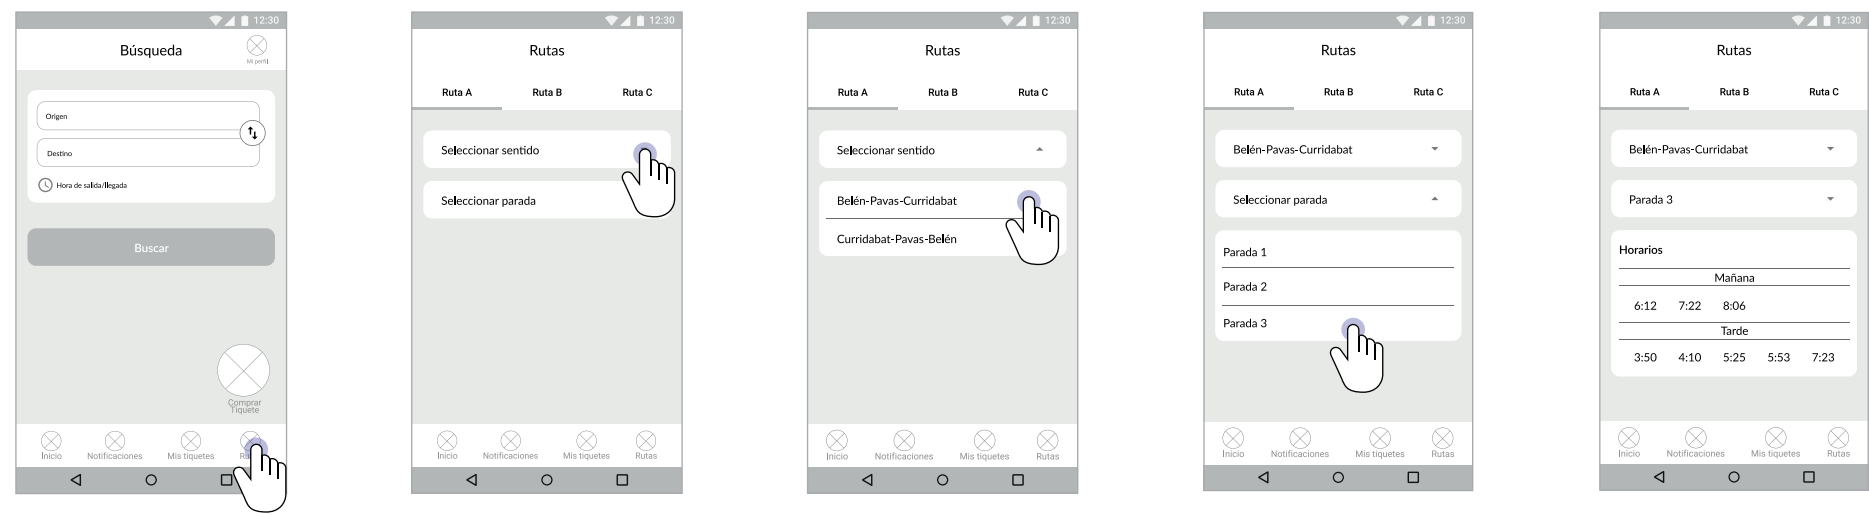 12:30
Búsqueda
Mi perfil
Origen
Destino
Hora de salida/llegada
Buscar
Comprar
Tiquete
Inicio Notificaciones Mis tiquetes
12:30
Rutas
Ruta A Ruta B Ruta C
Seleccionar sentido
Seleccionar parada
Inicio Notificaciones Mis tiquetes Rutas
12:30
Rutas
Ruta A Ruta B Ruta C
Seleccionar sentido
Belén-Pavas-Curridabat
Curridabat-Pavas-Belén
Inicio Notificaciones Mis tiquetes Rutas
12:30
Rutas
Ruta A Ruta B Ruta C
Belén-Pavas-Curridabat
Seleccionar parada
Parada 1
Parada 2
Parada 3
Inicio Notificaciones Mis tiquetes Rutas
12:30
Rutas
Ruta A Ruta B Ruta C
Belén-Pavas-Curridabat
Parada 3
Horarios
Mañana
6:12 7:22 8:06
Tarde
3:50 4:10 5:25 5:53 7:23
Inicio Notificaciones Mis tiquetes Rutas